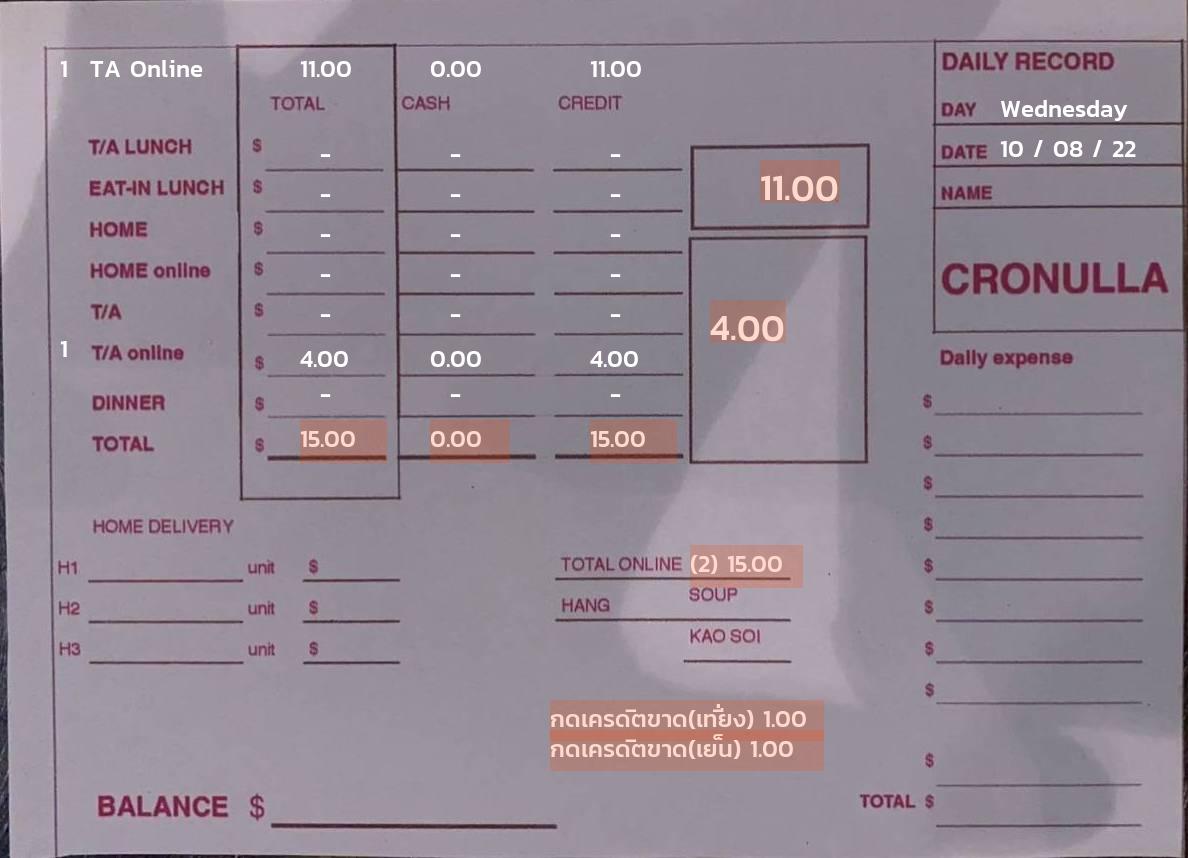 1 TA Online 11.00 0.00 11.00 DAILY RECORD
TOTAL CASH CREDIT
DAY Wednesday
T/A LUNCH $ - - -
DATE 10 / 08 / 22
EAT-IN LUNCH $ - - - 11.00
NAME
HOME $ - - -
HOME online $ - - -
CRONULLA
T/A $ - - -
4.00
1 T/A online $ 4.00 0.00 4.00
Daily expense
DINNER $ - - - $
TOTAL $ 15.00 0.00 15.00 $
$
HOME DELIVERY $
H1 unit $ TOTAL ONLINE (2) 15.00 $
SOUP
H2 unit $ HANG $
KAO SOI
H3 unit $ $
$
กดเครดิตขาด(เที่ยง) 1.00
กดเครดิตขาด(เย็น) 1.00
$
BALANCE $ TOTAL $